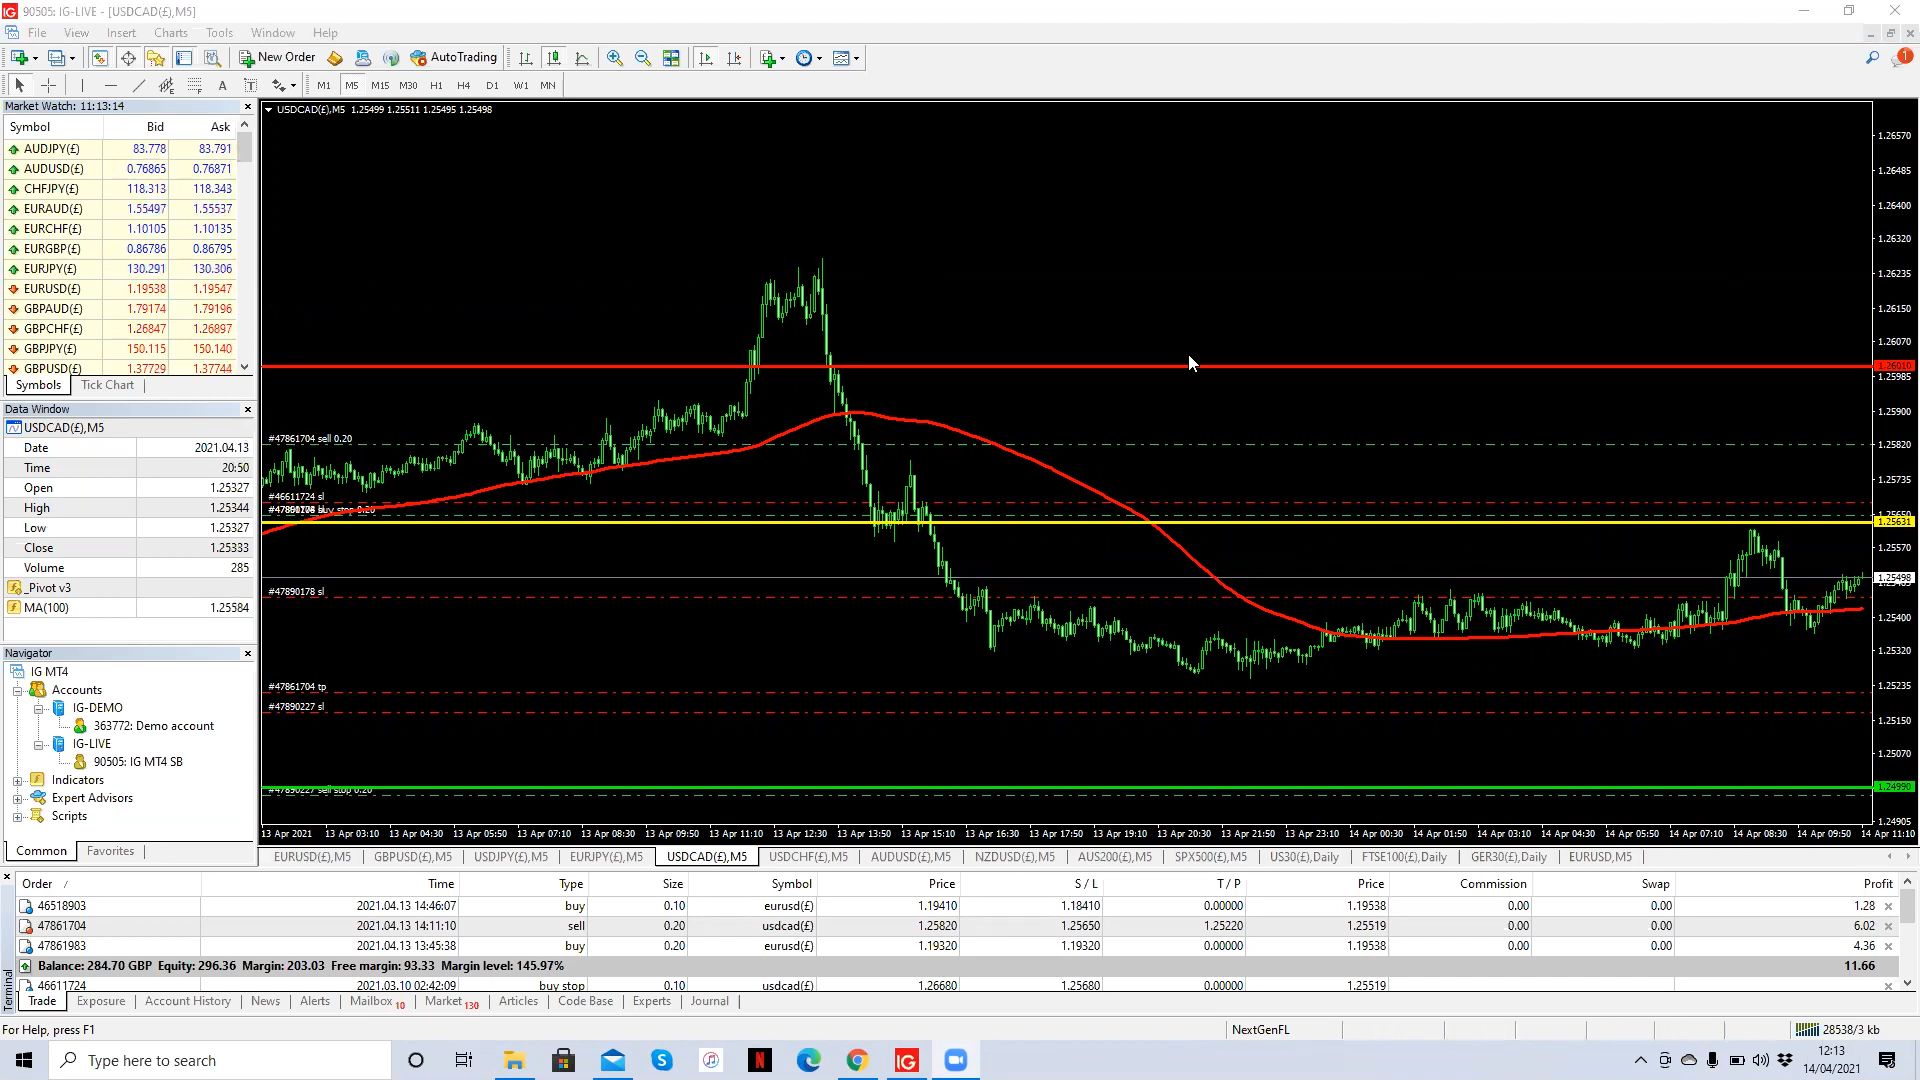 90505: IG-LIVE - [USDCAD(£),M5]
File View Insert Charts Tools Window Help
New Order AutoTrading 1
A T M1 M5 M15 M30 H1 H4 D1 W1 MN
Market Watch: 11:13:14
Symbol Bid Ask
AUDJPY(£) 83.778 83.791
AUDUSD(£) 0.76865 0.76871
CHFJPY(£) 118.313 118.343
EURAUD(£) 1.55497 1.55537
EURCHF(£) 1.10105 1.10135
EURGBP(£) 0.86786 0.86795
EURJPY(£) 130.291 130.306
EURUSD(£) 1.19538 1.19547
GBPAUD(£) 1.79174 1.79196
GBPCHF(£) 1.26847 1.26897
GBPJPY(£) 150.115 150.140
GBPUSD(£) 1.37729 1.37744
Symbols Tick Chart
Data Window
USDCAD(£),M5
Date 2021.04.13
Time 20:50
Open 1.25327
High 1.25344
Low 1.25327
Close 1.25333
Volume 285
_Pivot v3
MA(100) 1.25584
Navigator
IG MT4
Accounts
IG-DEMO
363772: Demo account
IG-LIVE
90505: IG MT4 SB
Indicators
Expert Advisors
Scripts
Common Favorites
USDCAD(£),M5 1.25499 1.25511 1.25495 1.25498
#47861704 sell 0.20
#46611724 sl
buy stop 0.20
#47890178 sl
#47861704 tp
#47890227 sl
#47890227 sell stop 0.20
1.26570
1.26485
1.26400
1.26320
1.26235
1.26150
1.26070
1.26010
1.25985
1.25900
1.25820
1.25735
1.25650
1.25631
1.25570
1.25498
1.25400
1.25320
1.25235
1.25150
1.25070
1.24990
1.24905
13 Apr 2021 13 Apr 03:10 13 Apr 04:30 13 Apr 05:50 13 Apr 07:10 13 Apr 08:30 13 Apr 09:50 13 Apr 11:10 13 Apr 12:30 13 Apr 13:50 13 Apr 15:10 13 Apr 16:30 13 Apr 17:50 13 Apr 19:10 13 Apr 20:30 13 Apr 21:50 13 Apr 23:10 14 Apr 00:30 14 Apr 01:50 14 Apr 03:10 14 Apr 04:30 14 Apr 05:50 14 Apr 07:10 14 Apr 08:30 14 Apr 09:50 14 Apr 11:10
EURUSD(£),M5 GBPUSD(£),M5 USDJPY(£),M5 EURJPY(£),M5 USDCAD(£),M5 USDCHF(£),M5 AUDUSD(£),M5 NZDUSD(£),M5 AUS200(£),M5 SPX500(£),M5 US30(£),Daily FTSE100(£),Daily GER30(£),Daily EURUSD,M5
Order / Time Type Size Symbol Price S / L T / P Price Commission Swap Profit
46518903 2021.04.13 14:46:07 buy 0.10 eurusd(£) 1.19410 1.18410 0.00000 1.19538 0.00 0.00 1.28
47861704 2021.04.13 14:11:10 sell 0.20 usdcad(£) 1.25820 1.25650 1.25220 1.25519 0.00 0.00 6.02
47861983 2021.04.13 13:45:38 buy 0.20 eurusd(£) 1.19320 1.19320 0.00000 1.19538 0.00 0.00 4.36
Balance: 284.70 GBP Equity: 296.36 Margin: 203.03 Free margin: 93.33 Margin level: 145.97% 11.66
46611724 2021.03.10 02:42:09 buy stop 0.10 usdcad(£) 1.26680 1.25680 0.00000 1.25519
Terminal
Trade Exposure Account History News Alerts Mailbox 10 Market 130 Articles Code Base Experts Journal
For Help, press F1 NextGenFL 28538/3 kb
Type here to search
N
IG
12:13
14/04/2021